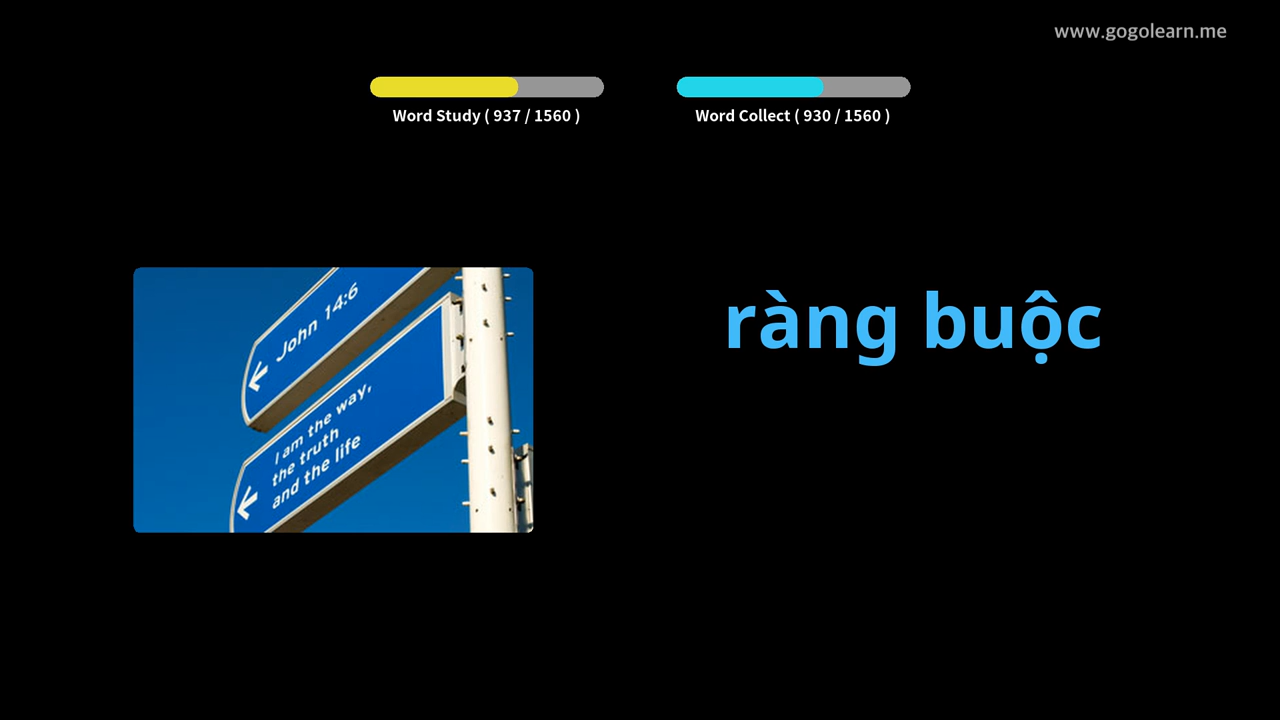 www.gogolearn.me
Word Study ( 937 / 1560 )
Word Collect ( 930 / 1560 )
John 14:6
I am the way,
the truth
and the life
ràng buộc